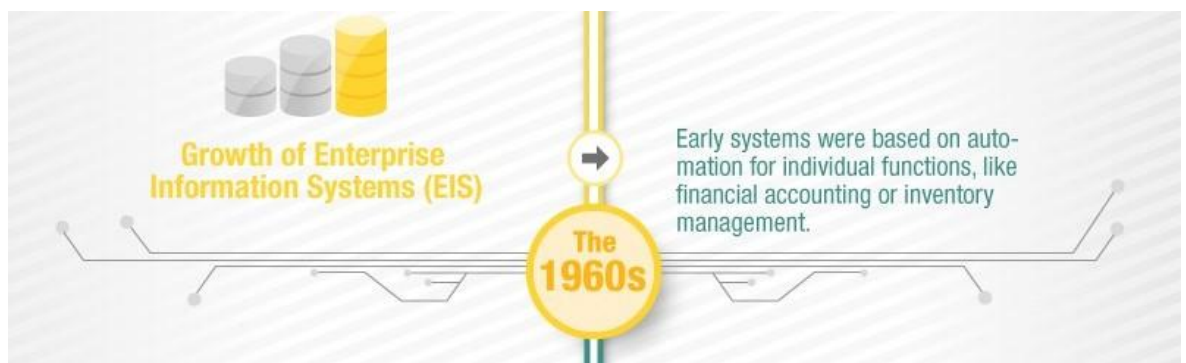 Growth of Enterprise
Information Systems (EIS)
Early systems were based on auto-
mation for individual functions, like
financial accounting or inventory
management.
The
1960s